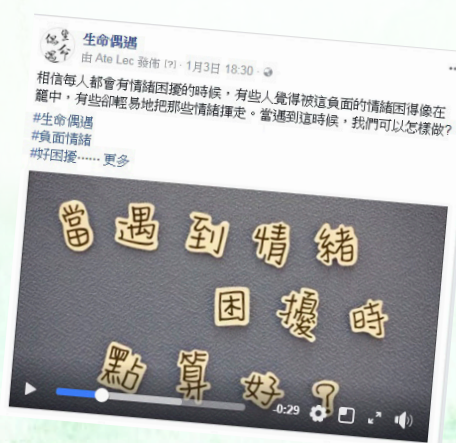 生命偶遇
生命偶遇
由 Ate Lec 發佈 [?] · 1月3日 18:30 ·
相信每人都會有情緒困擾的時候，有些人覺得被這負面的情緒困得像在
籠中，有些卻輕易地把那些情緒揮走。當遇到這時候，我們可以怎樣做?
#生命偶遇
#負面情緒
#好困擾…… 更多
當遇到情緒
困擾時
點算好?
-0:29